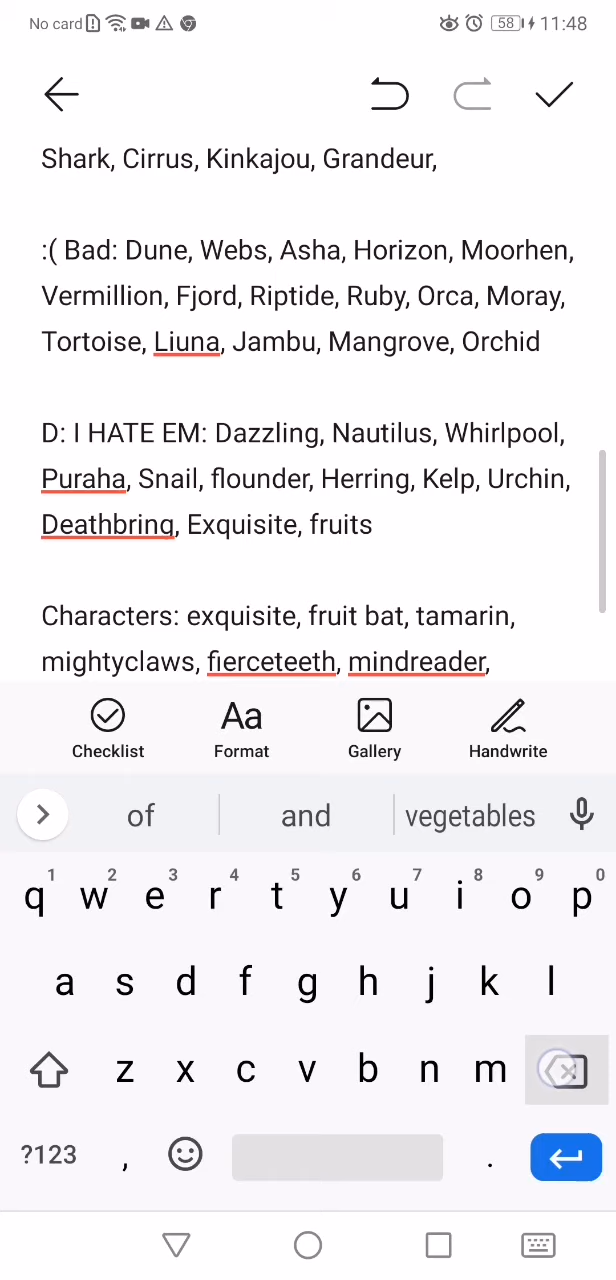 No card 58 11:48
Shark, Cirrus, Kinkajou, Grandeur,
:( Bad: Dune, Webs, Asha, Horizon, Moorhen,
Vermillion, Fjord, Riptide, Ruby, Orca, Moray,
Tortoise, Liuna, Jambu, Mangrove, Orchid
D: I HATE EM: Dazzling, Nautilus, Whirlpool,
Puraha, Snail, flounder, Herring, Kelp, Urchin,
Deathbrinq, Exquisite, fruits
Characters: exquisite, fruit bat, tamarin,
mightyclaws, fierceteeth, mindreader,
Checklist Format Gallery Handwrite
Aa
of and vegetables
1 2 3 4 5 6 7 8 9 0
q w e r t y u i o p
a s d f g h j k l
z x c v b n m
?123 , .